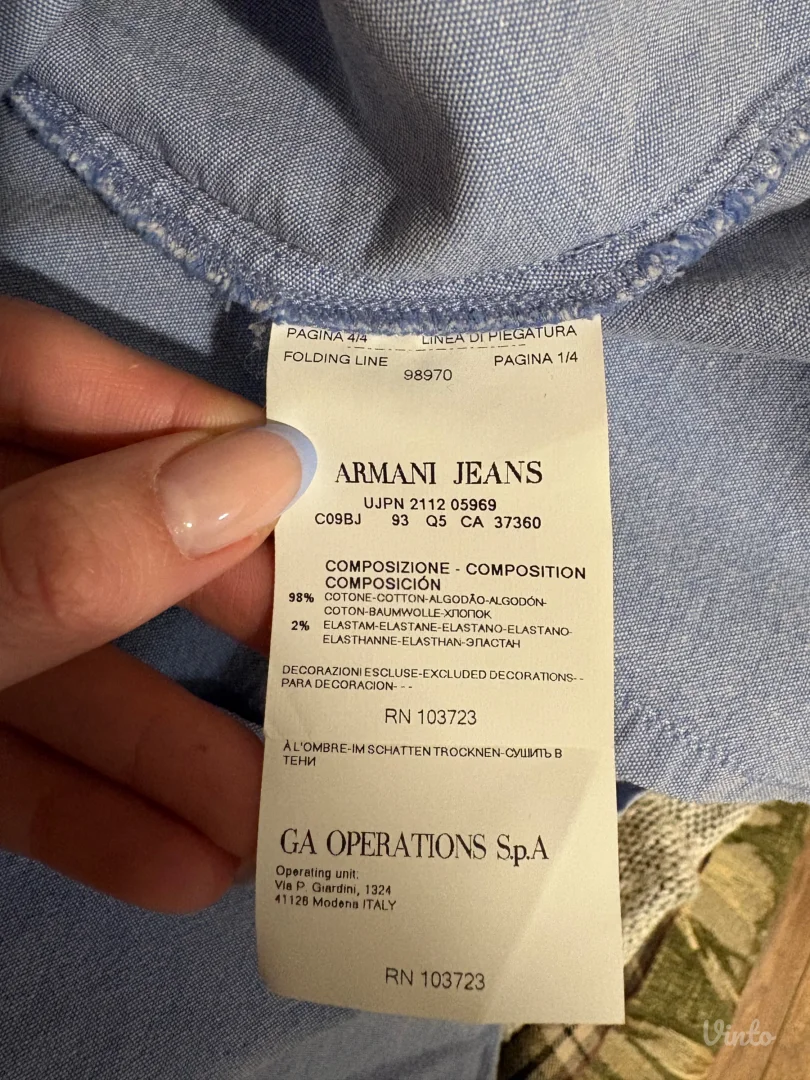 PAGINA 4/4 LINEA DI PIEGATURA
FOLDING LINE PAGINA 1/4
98970
ARMANI JEANS
UJPN 2112 05969
C09BJ 93 Q5 CA 37360
COMPOSIZIONE - COMPOSITION
COMPOSICIÓN
98% COTONE-COTTON-ALGODÃO-ALGODÓN-
COTON-BAUMWOLLE-ХЛОПОК
2% ELASTAM-ELASTANE-ELASTANO-ELASTANO-
ELASTHANNE-ELASTHAN-ЭЛАСТАН
DECORAZIONI ESCLUSE-EXCLUDED DECORATIONS--
PARA DECORACION---
RN 103723
À L'OMBRE-IM SCHATTEN TROCKNEN-СУШИТЬ В
ТЕНИ
GA OPERATIONS S.p.A
Operating unit:
Via P. Giardini, 1324
41126 Modena ITALY
RN 103723
Vinto